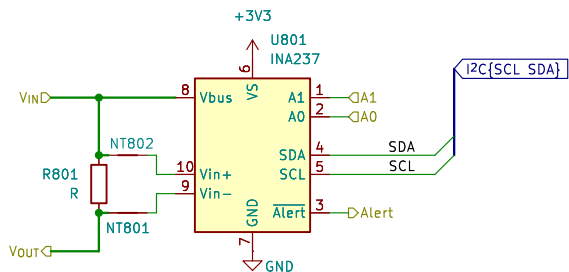 +3V3
U801
INA237
6
VS
I²C{SCL SDA}
VIN
8
Vbus
A1
1
A1
A0
2
A0
NT802
SDA
4
SDA
R801
R
10
Vin+
SCL
5
SCL
9
Vin-
Alert
3
Alert
NT801
GND
7
VOUT
GND